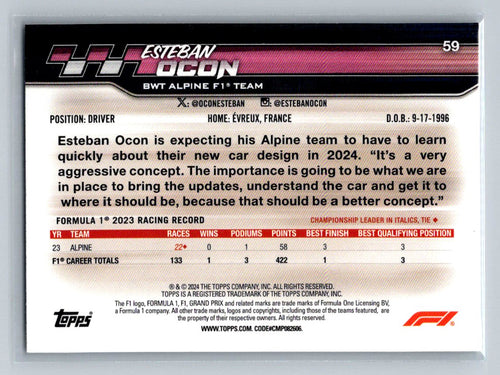 ESTEBAN
OCON
59
BWT ALPINE F1® TEAM
X: @OCONESTEBAN @ESTEBANOCON
POSITION: DRIVER HOME: ÉVREUX, FRANCE D.O.B.: 9-17-1996
Esteban Ocon is expecting his Alpine team to have to learn
quickly about their new car design in 2024. “It’s a very
aggressive concept. The importance is going to be what we are
in place to bring the updates, understand the car and get it to
where it should be, because that should be a better concept.”
FORMULA 1® 2023 RACING RECORD CHAMPIONSHIP LEADER IN ITALICS, TIE ♦
YR TEAM RACES WINS PODIUMS POINTS BEST FINISH BEST QUALIFYING POSITION
23 ALPINE 22♦ 0 1 58 3 3
F1® CAREER TOTALS 133 1 3 422 1 3
® & © 2024 THE TOPPS COMPANY, INC. ALL RIGHTS RESERVED.
TOPPS IS A REGISTERED TRADEMARK OF THE TOPPS COMPANY, INC.
The F1 logo, FORMULA 1, F1, GRAND PRIX and related marks are trade marks of Formula One Licensing BV,
a Formula 1 company. All other trade marks, logos and copyrights, including those of the teams, are
the property of their respective owners. All rights reserved.
WWW.TOPPS.COM. CODE#CMP082606.
TOPPS
F1®